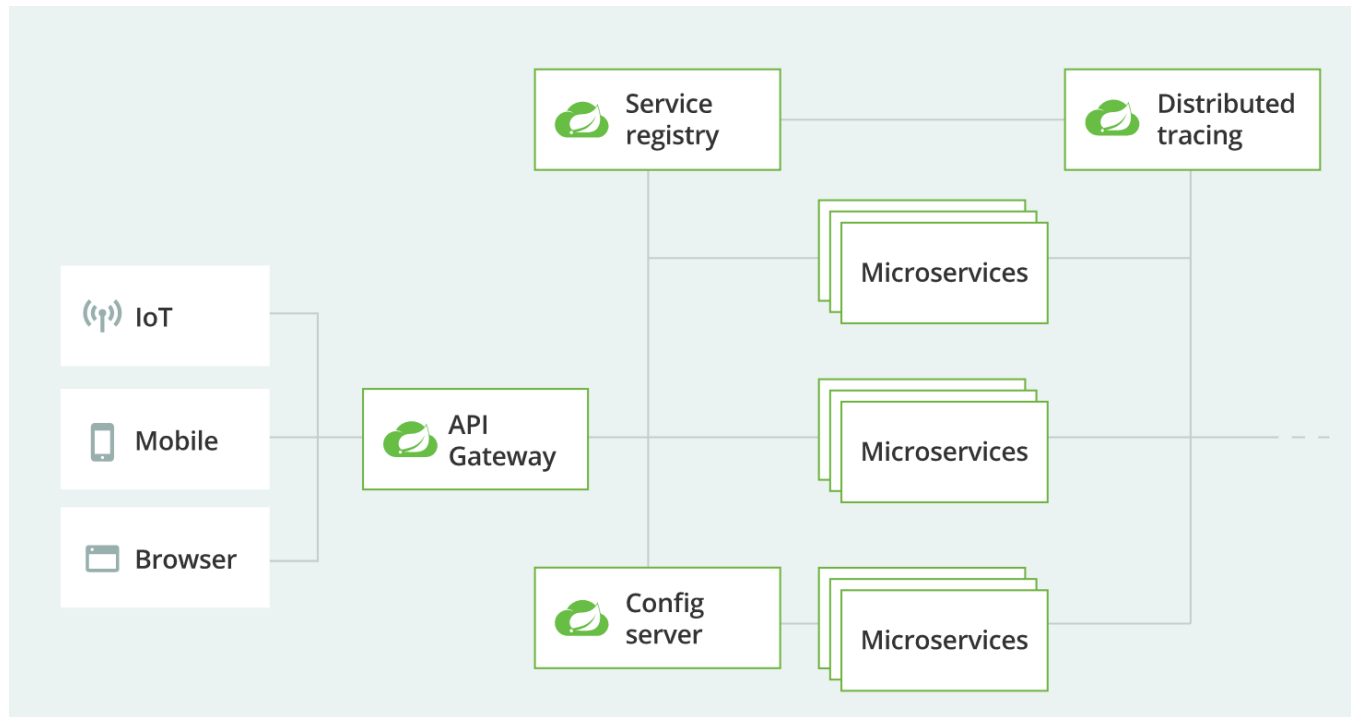 Service
registry
Distributed
tracing
Microservices
IoT
Mobile
Browser
API
Gateway
Microservices
Config
server
Microservices